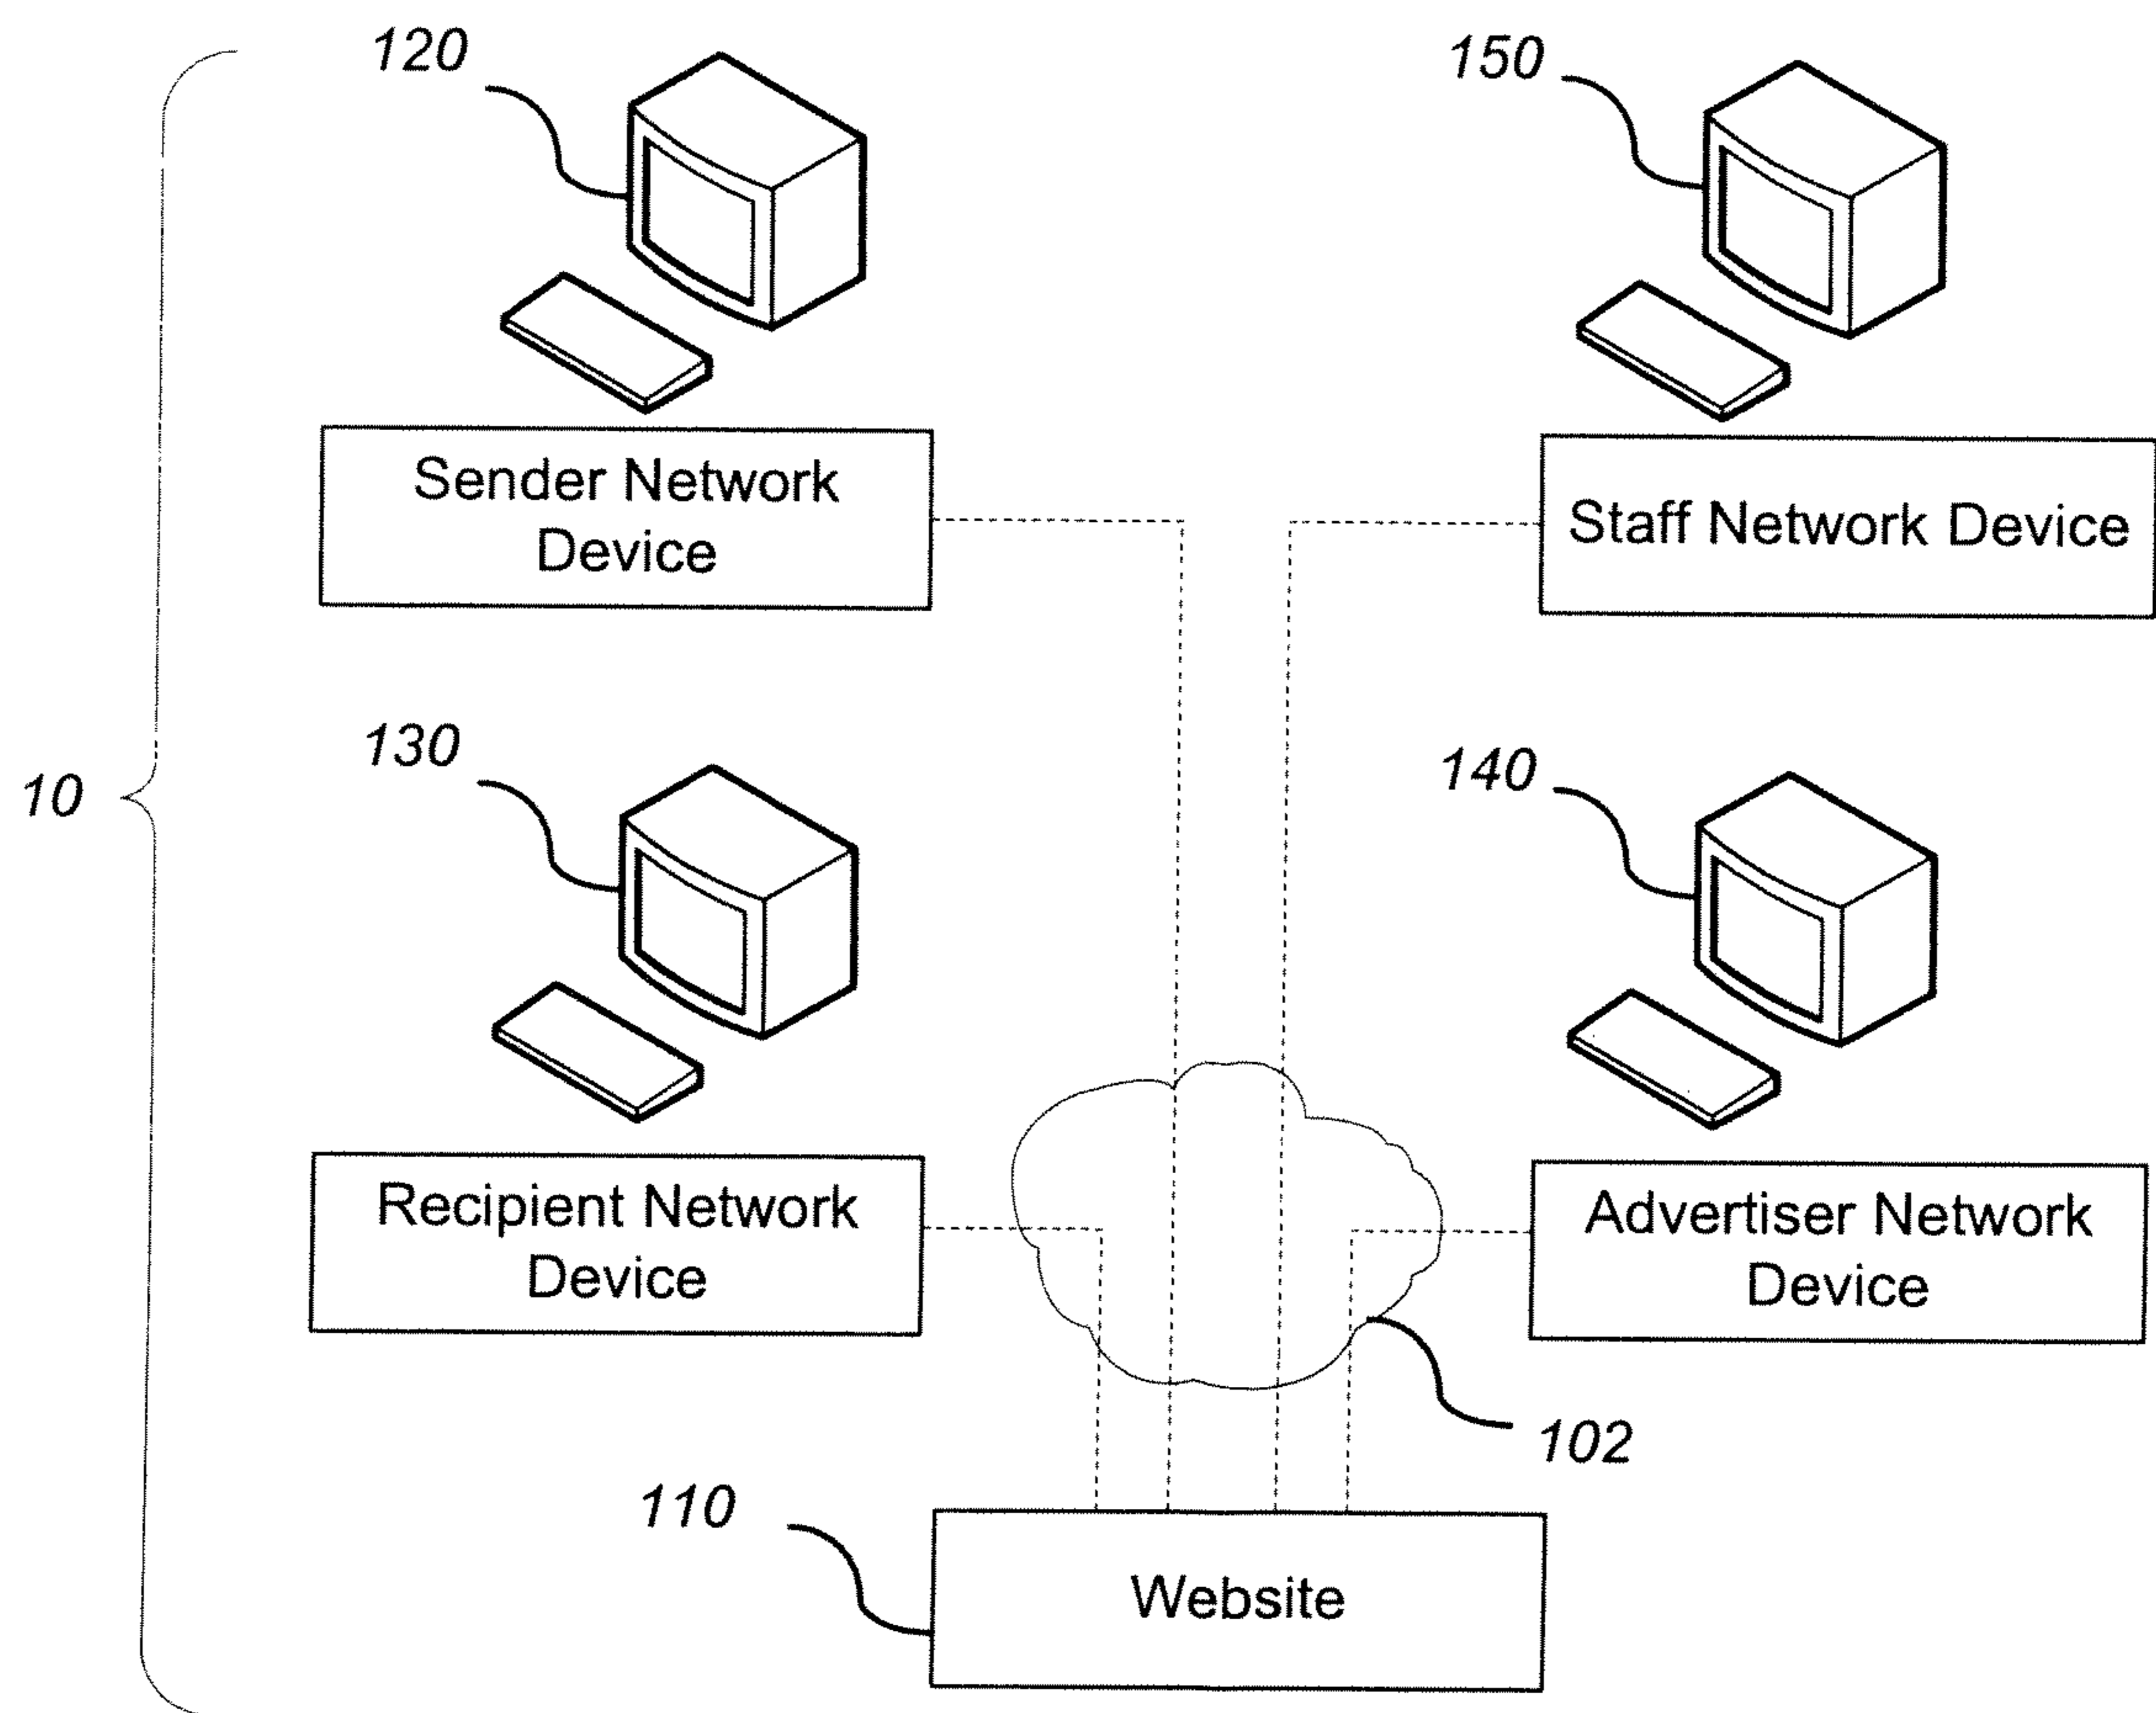 120
150
Sender Network
Device
Staff Network Device
10
130
140
Recipient Network
Device
Advertiser Network
Device
102
110
Website